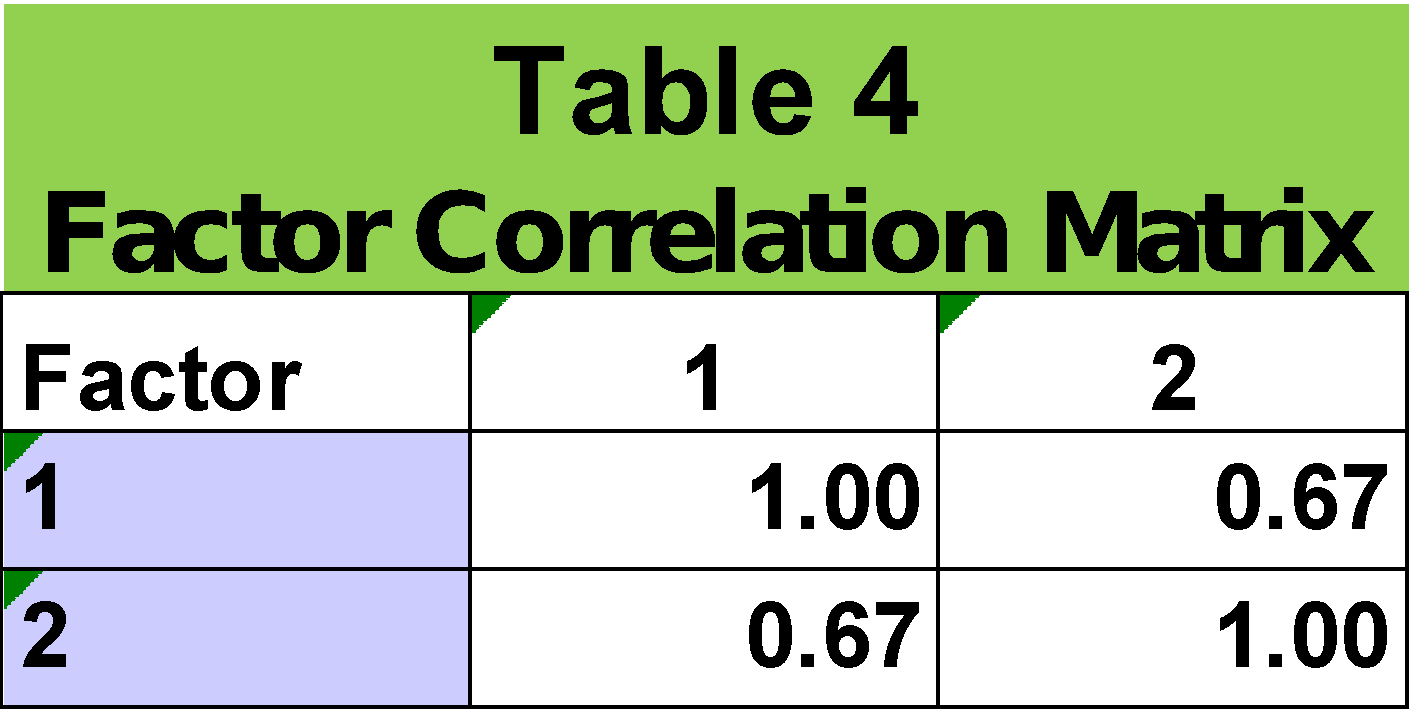 Table 4
Factor Correlation Matrix
Factor 1 2
1 1.00 0.67
2 0.67 1.00